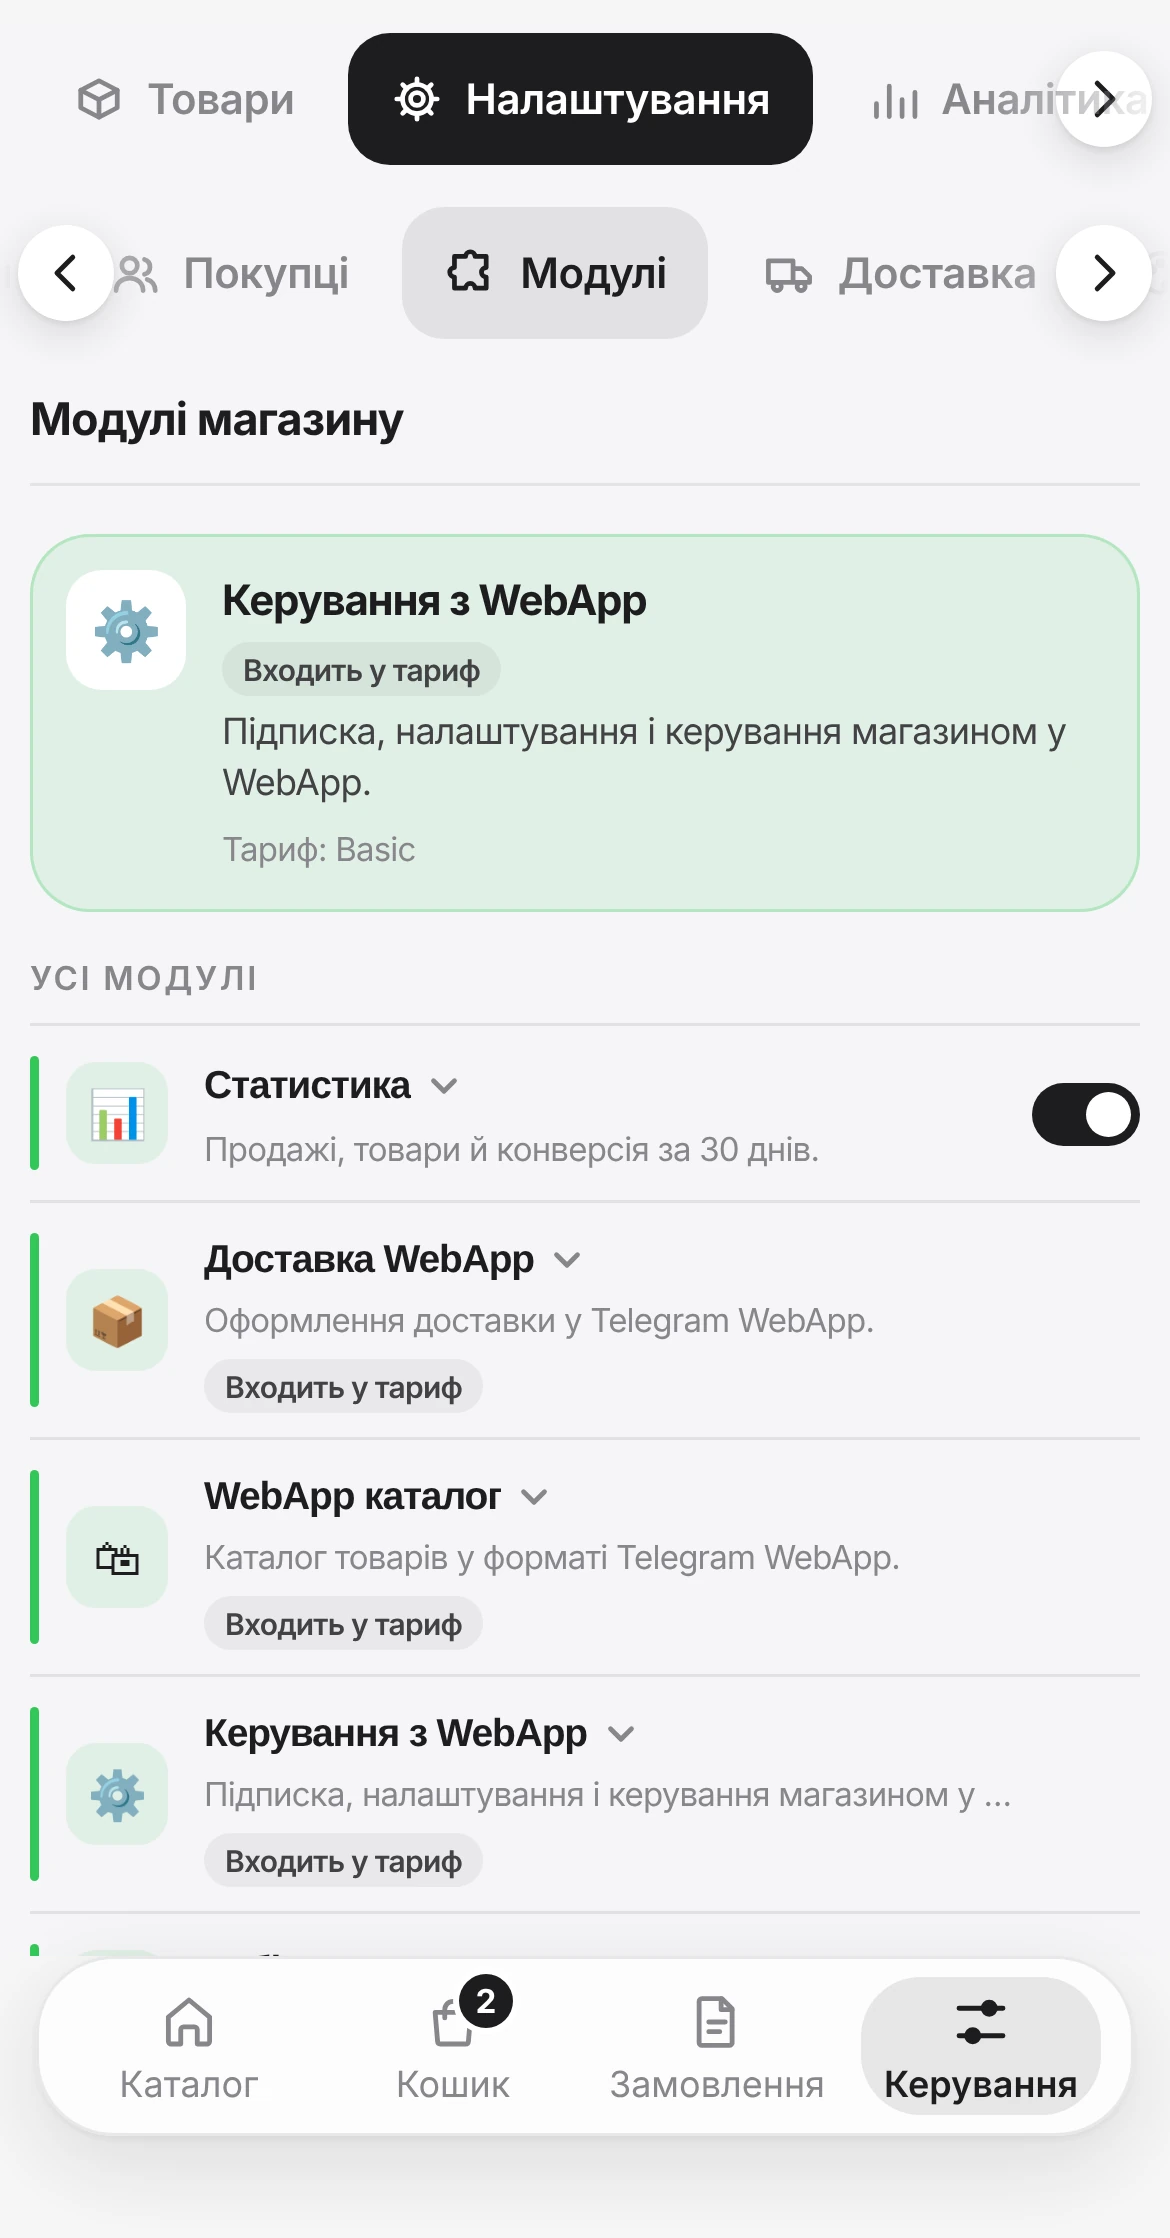 Товари
Налаштування
Аналітика
Покупці
Модулі
Доставка
Модулі магазину
Керування з WebApp
Входить у тариф
Підписка, налаштування і керування магазином у
WebApp.
Тариф: Basic
УСІ МОДУЛІ
Статистика
Продажі, товари й конверсія за 30 днів.
Доставка WebApp
Оформлення доставки у Telegram WebApp.
Входить у тариф
WebApp каталог
Каталог товарів у форматі Telegram WebApp.
Входить у тариф
Керування з WebApp
Підписка, налаштування і керування магазином у ...
Входить у тариф
2
Каталог
Кошик
Замовлення
Керування